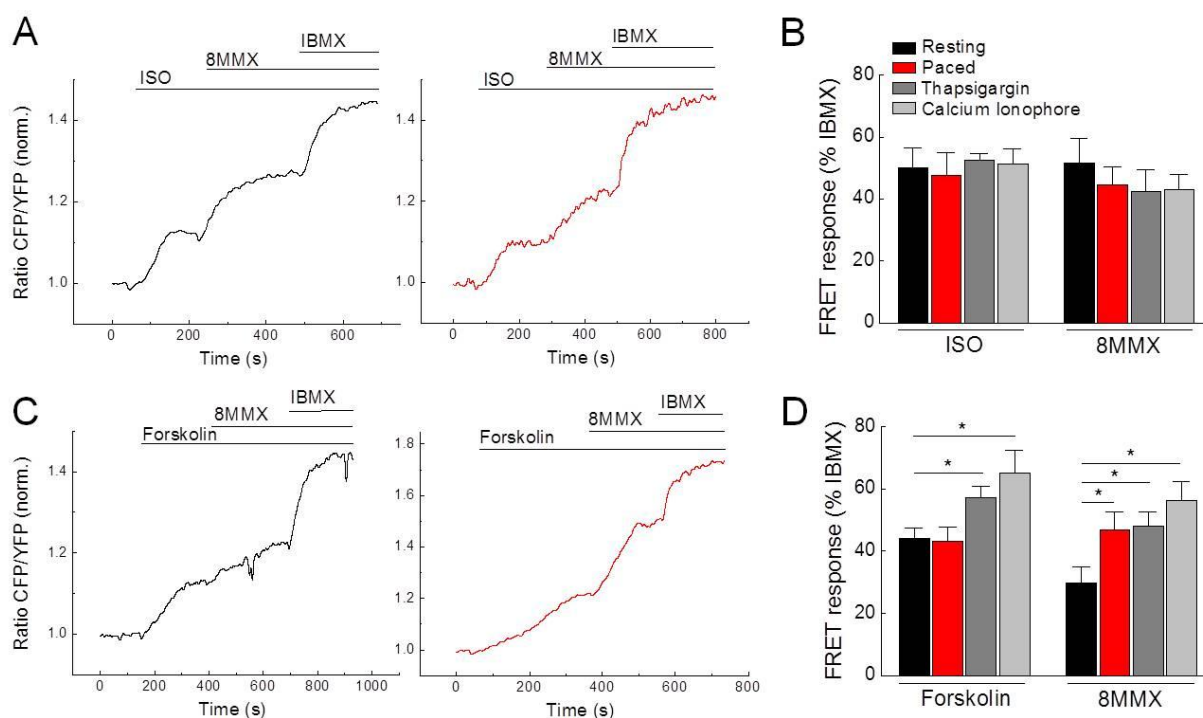 A
IBMX
8MMX
ISO
Ratio CFP/YFP (norm.)
1.4
1.2
1.0
0 200 400 600
Time (s)
IBMX
8MMX
ISO
1.4
1.2
1.0
0 200 400 600 800
Time (s)
B
Resting
Paced
Thapsigargin
Calcium Ionophore
FRET response (% IBMX)
80
60
40
20
0
ISO 8MMX
C
IBMX
8MMX
Forskolin
Ratio CFP/YFP (norm.)
1.4
1.2
1.0
0 200 400 600 800 1000
Time (s)
IBMX
8MMX
Forskolin
1.8
1.6
1.4
1.2
1.0
0 200 400 600 800
Time (s)
D
FRET response (% IBMX)
80
60
40
20
0
*
*
*
*
*
Forskolin 8MMX